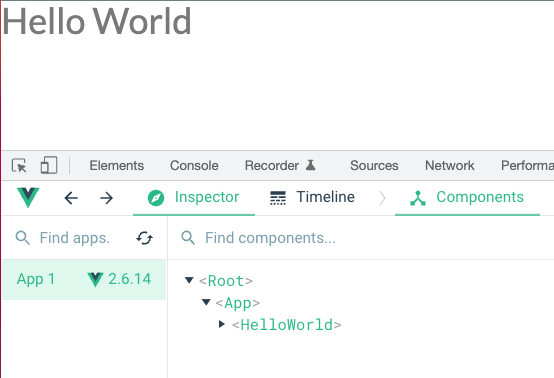 Hello World
Elements Console Recorder Sources Network Performa
Inspector Timeline Components
Find apps. Find components...
App 1 2.6.14 <Root>
<App>
<HelloWorld>